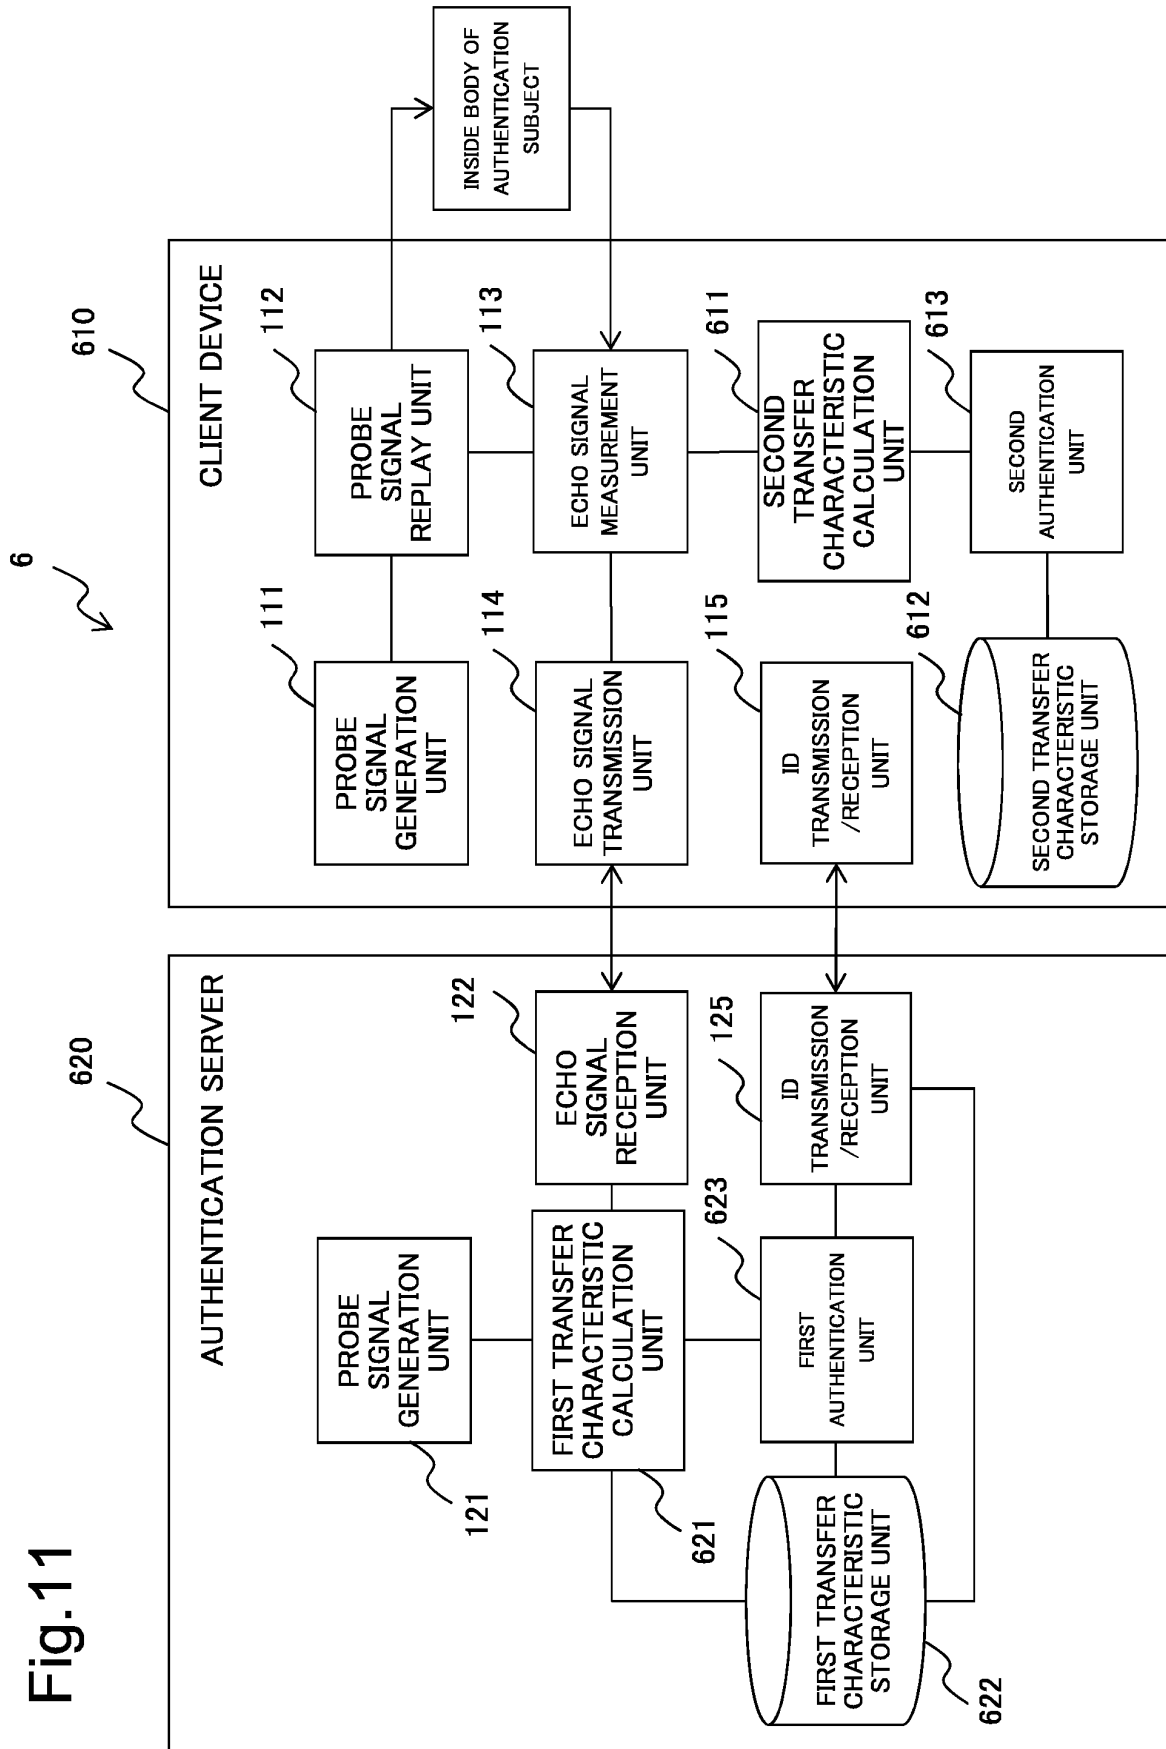 Fig.11
6
620
AUTHENTICATION SERVER
121
PROBE
SIGNAL
GENERATION
UNIT
621
FIRST TRANSFER
CHARACTERISTIC
CALCULATION
UNIT
122
ECHO
SIGNAL
RECEPTION
UNIT
622
FIRST TRANSFER
CHARACTERISTIC
STORAGE UNIT
623
FIRST
AUTHENTICATION
UNIT
125
ID
TRANSMISSION
/RECEPTION
UNIT
610
CLIENT DEVICE
111
PROBE
SIGNAL
GENERATION
UNIT
112
PROBE
SIGNAL
REPLAY UNIT
INSIDE BODY OF
AUTHENTICATION
SUBJECT
114
ECHO SIGNAL
TRANSMISSION
UNIT
113
ECHO SIGNAL
MEASUREMENT
UNIT
115
ID
TRANSMISSION
/RECEPTION
UNIT
611
SECOND
TRANSFER
CHARACTERISTIC
CALCULATION
UNIT
612
SECOND TRANSFER
CHARACTERISTIC
STORAGE UNIT
613
SECOND
AUTHENTICATION
UNIT